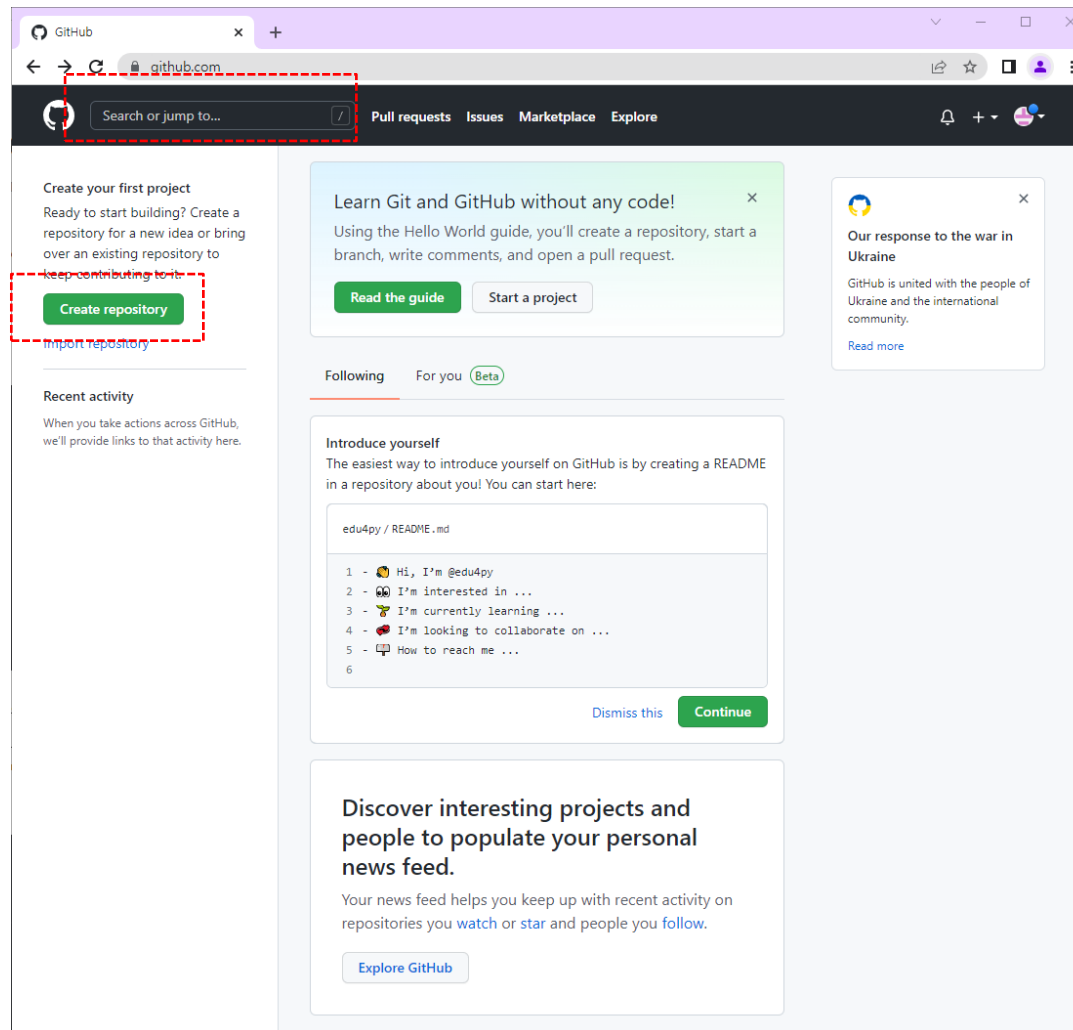 GitHub
github.com
Search or jump to...
/
Pull requests Issues Marketplace Explore
Create your first project
Ready to start building? Create a
repository for a new idea or bring
over an existing repository to
keep contributing to it.
Create repository
Import repository
Recent activity
When you take actions across GitHub,
we'll provide links to that activity here.
Learn Git and GitHub without any code!
Using the Hello World guide, you'll create a repository, start a
branch, write comments, and open a pull request.
Read the guide Start a project
Following For you Beta
Introduce yourself
The easiest way to introduce yourself on GitHub is by creating a README
in a repository about you! You can start here:
edu4py / README.md
1 - 👋 Hi, I'm @edu4py
2 - 👀 I'm interested in ...
3 - 🌱 I'm currently learning ...
4 - 💞️ I'm looking to collaborate on ...
5 - 📫 How to reach me ...
6
Dismiss this Continue
Discover interesting projects and
people to populate your personal
news feed.
Your news feed helps you keep up with recent activity on
repositories you watch or star and people you follow.
Explore GitHub
Our response to the war in
Ukraine
GitHub is united with the people of
Ukraine and the international
community.
Read more